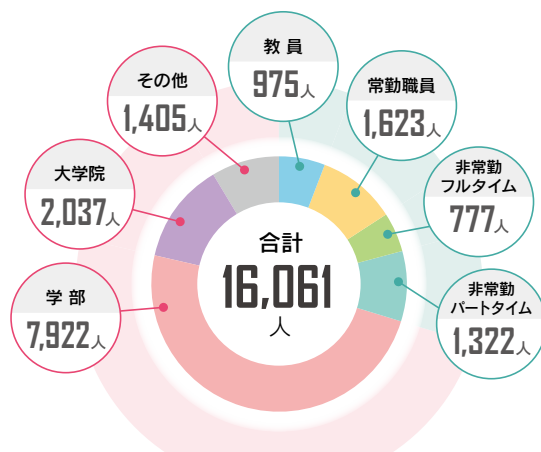 教 員
975人
常勤職員
1,623人
非常勤
フルタイム
777人
非常勤
パートタイム
1,322人
学 部
7,922人
大学院
2,037人
その他
1,405人
合計
16,061
人